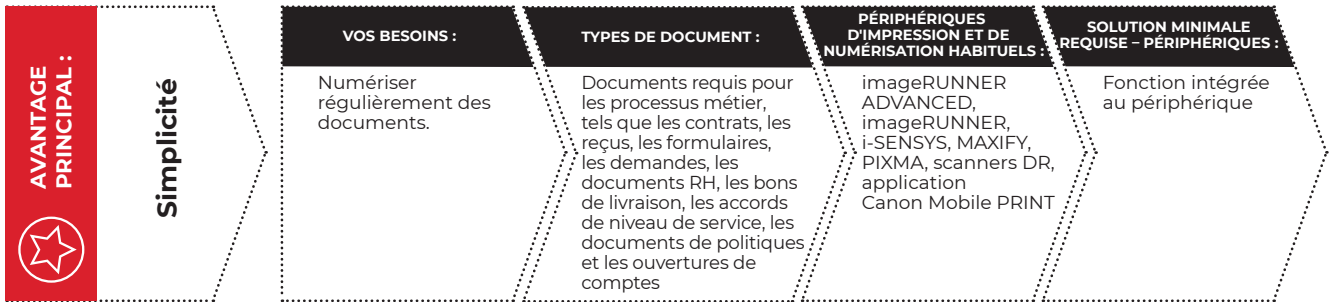 AVANTAGE
PRINCIPAL :
Simplicité
VOS BESOINS :
Numériser
régulièrement des
documents.
TYPES DE DOCUMENT :
Documents requis pour
les processus métier,
tels que les contrats, les
reçus, les formulaires,
les demandes, les
documents RH, les bons
de livraison, les accords
de niveau de service, les
documents de politiques
et les ouvertures de
comptes
PÉRIPHÉRIQUES
D'IMPRESSION ET DE
NUMÉRISATION HABITUELS :
imageRUNNER
ADVANCED,
imageRUNNER,
i-SENSYS, MAXIFY,
PIXMA, scanners DR,
application
Canon Mobile PRINT
SOLUTION MINIMALE
REQUISE – PÉRIPHÉRIQUES :
Fonction intégrée
au périphérique